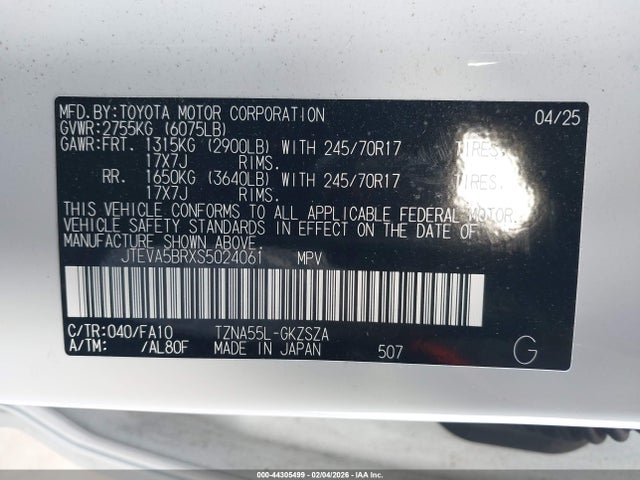 MFD.BY:TOYOTA MOTOR CORPORATION 04/25
GVWR:2755KG (6075LB)
GAWR:FRT. 1315KG (2900LB) WITH 245/70R17 TIRES,
17X7J RIMS.
RR. 1650KG (3640LB) WITH 245/70R17 TIRES,
17X7J RIMS.
THIS VEHICLE CONFORMS TO ALL APPLICABLE FEDERAL MOTOR
VEHICLE SAFETY STANDARDS IN EFFECT ON THE DATE OF
MANUFACTURE SHOWN ABOVE.
JTEVA5BRXS5024061 MPV
C/TR:040/FA10 TZNA55L-GKZSZA
A/TM: /AL80F MADE IN JAPAN 507 G
000-44305499 - 02/04/2026 - IAAI.COM